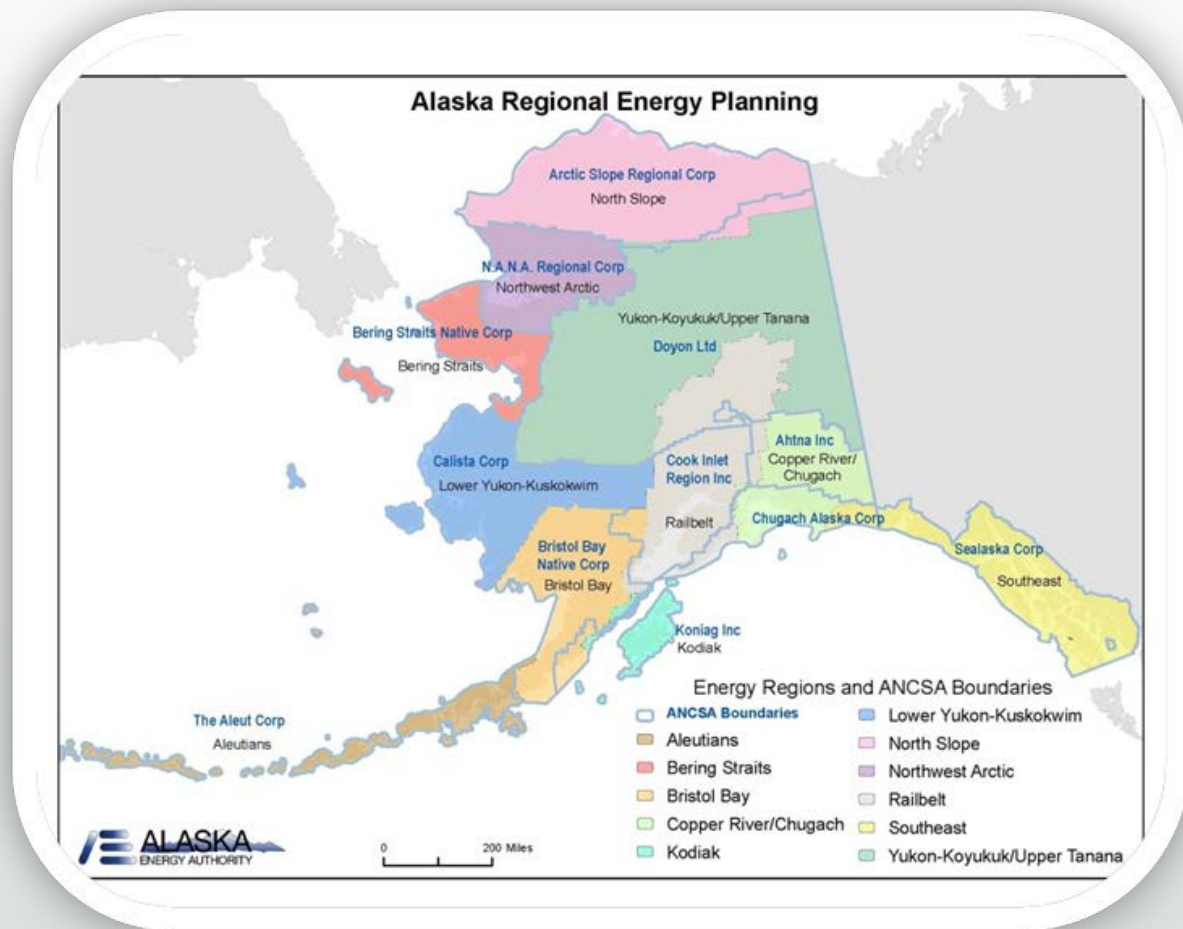 Alaska Regional Energy Planning
Arctic Slope Regional Corp
North Slope
N.A.N.A. Regional Corp
Northwest Arctic
Yukon-Koyukuk/Upper Tanana
Doyon Ltd
Bering Straits Native Corp
Bering Straits
Ahtna Inc
Copper River/
Chugach
Calista Corp
Lower Yukon-Kuskokwim
Cook Inlet
Region Inc
Railbelt
Chugach Alaska Corp
Bristol Bay
Native Corp
Bristol Bay
Sealaska Corp
Southeast
Koniag Inc
Kodiak
The Aleut Corp
Aleutians
Energy Regions and ANCSA Boundaries
ANCSA Boundaries
Aleutians
Bering Straits
Bristol Bay
Copper River/Chugach
Kodiak
Lower Yukon-Kuskokwim
North Slope
Northwest Arctic
Railbelt
Southeast
Yukon-Koyukuk/Upper Tanana
ALASKA
ENERGY AUTHORITY
0 200 Miles